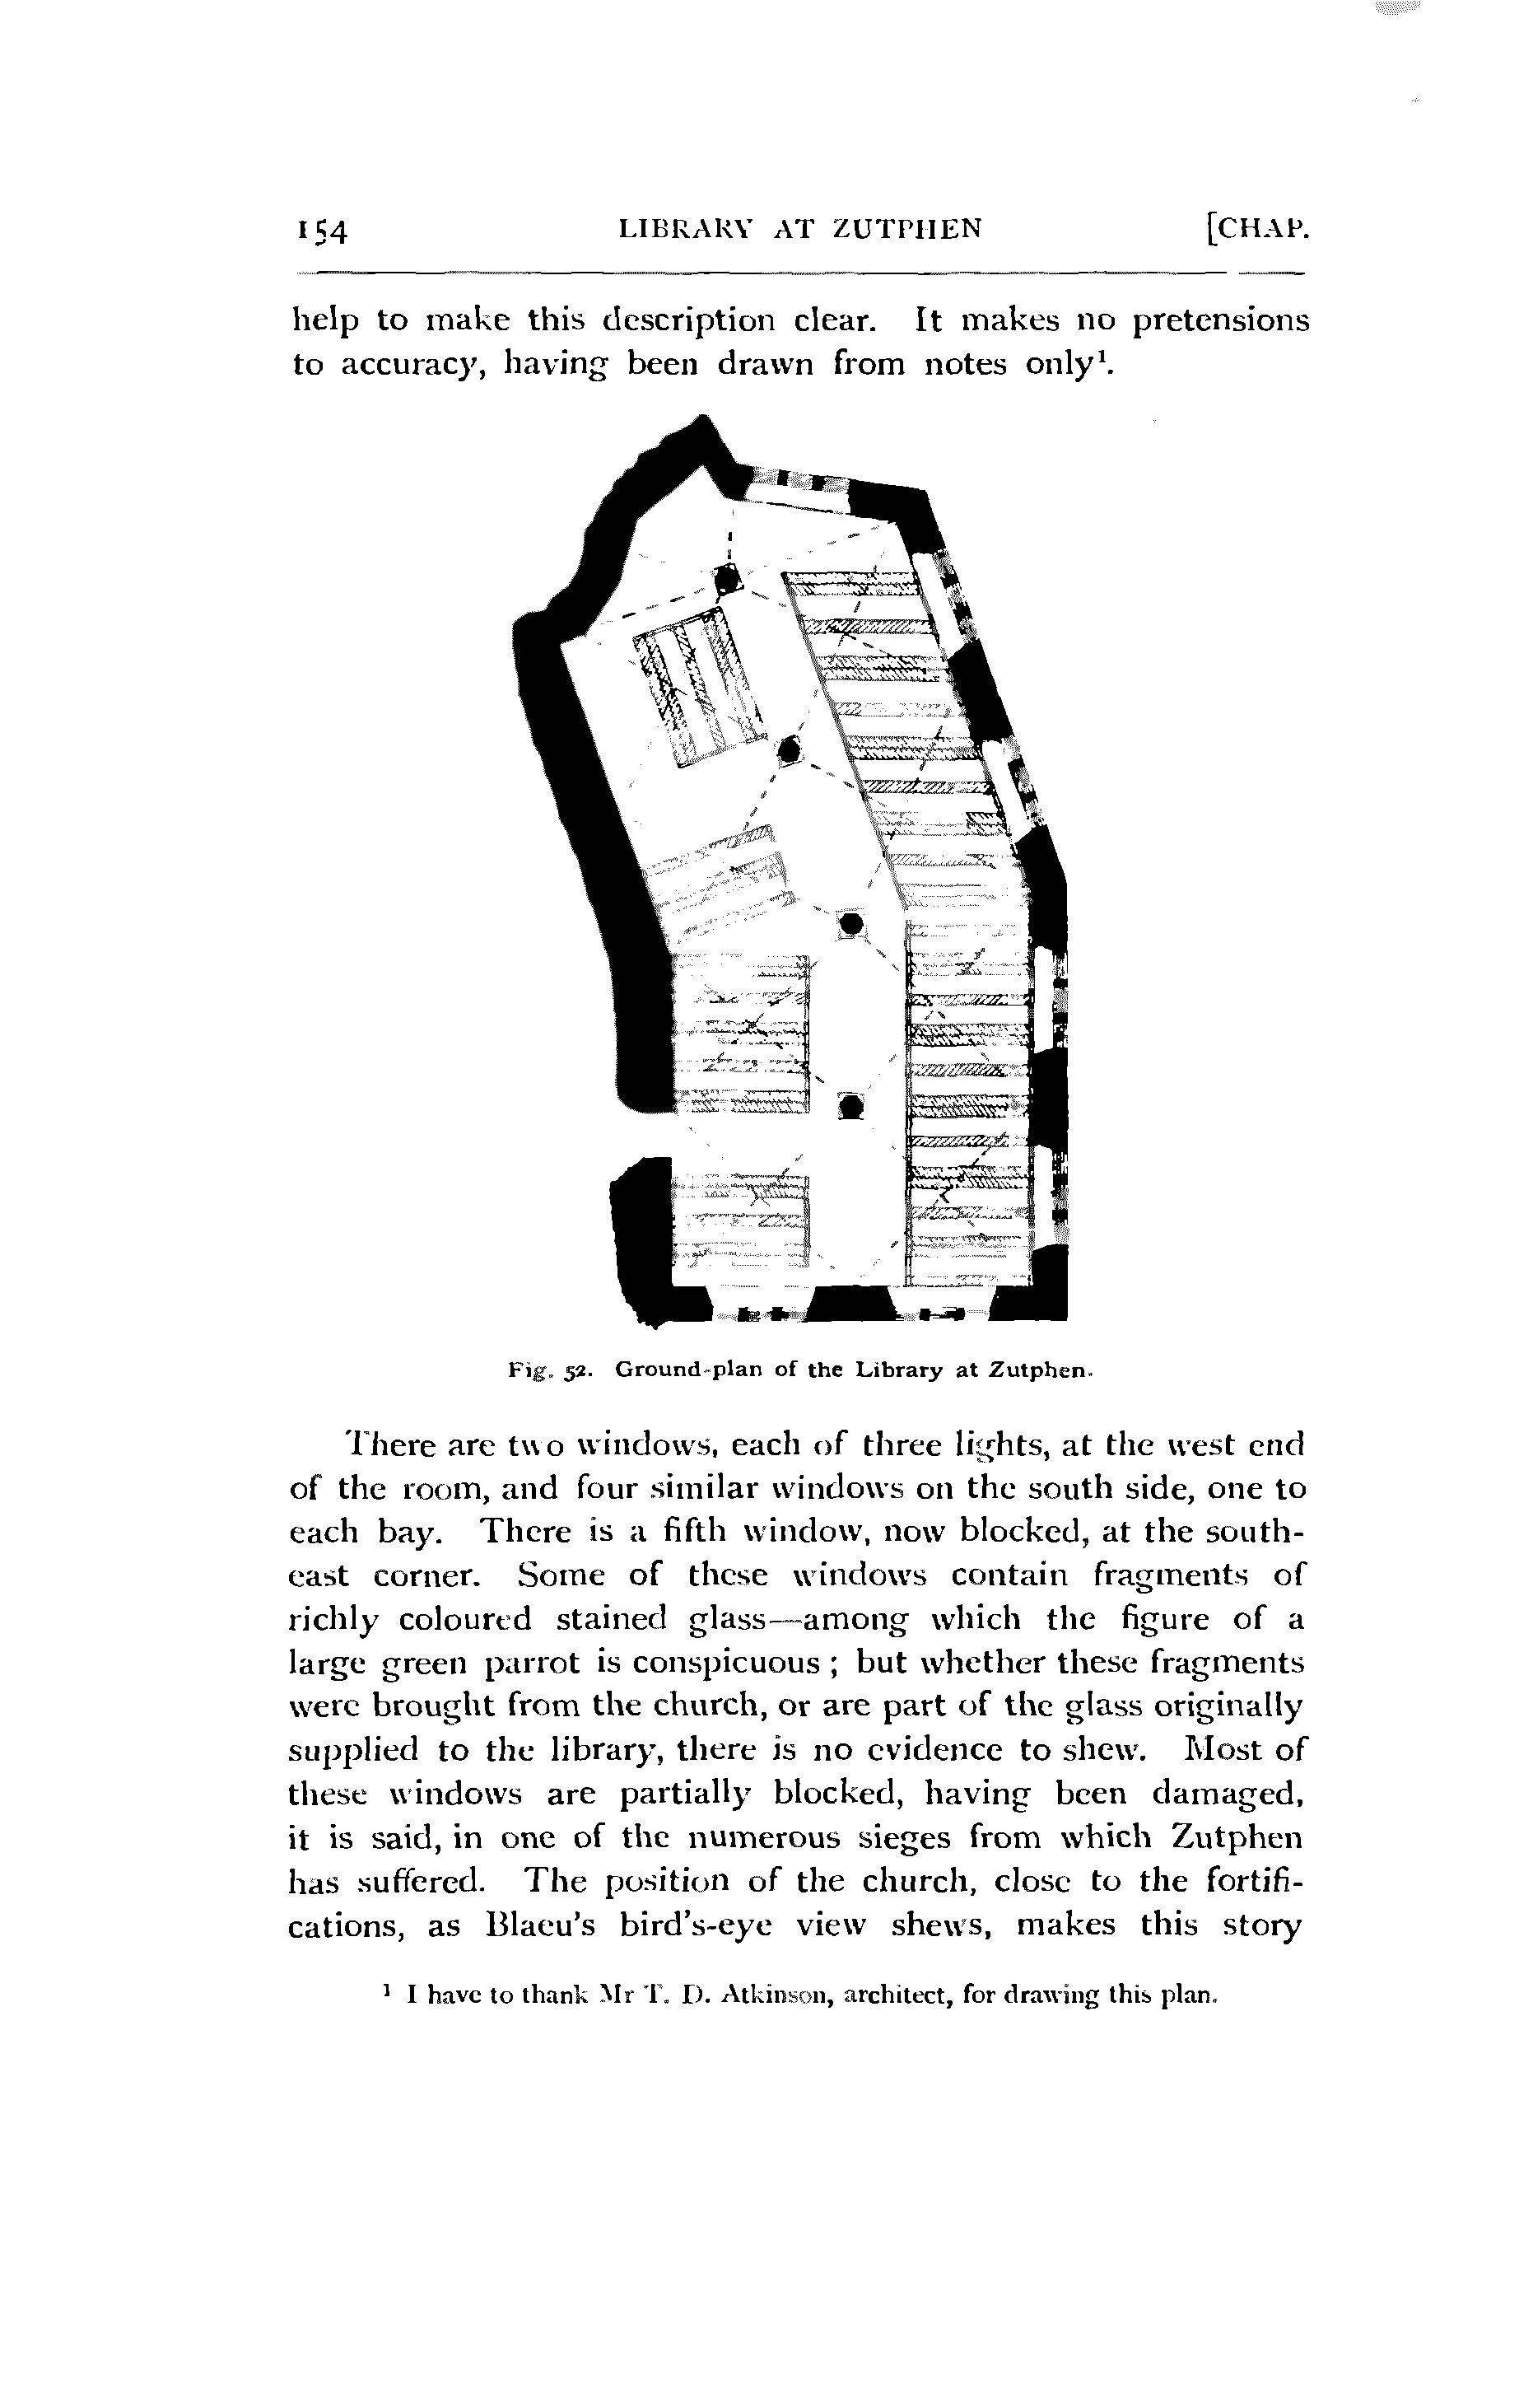 154 LIBRARY AT ZUTPHEN [CHAP.
help to make this description clear. It makes no pretensions
to accuracy, having been drawn from notes only¹.
Fig. 52. Ground-plan of the Library at Zutphen.
There are two windows, each of three lights, at the west end
of the room, and four similar windows on the south side, one to
each bay. There is a fifth window, now blocked, at the south-
east corner. Some of these windows contain fragments of
richly coloured stained glass—among which the figure of a
large green parrot is conspicuous; but whether these fragments
were brought from the church, or are part of the glass originally
supplied to the library, there is no evidence to shew. Most of
these windows are partially blocked, having been damaged,
it is said, in one of the numerous sieges from which Zutphen
has suffered. The position of the church, close to the fortifi-
cations, as Blaeu's bird's-eye view shews, makes this story
¹ I have to thank Mr T. D. Atkinson, architect, for drawing this plan.